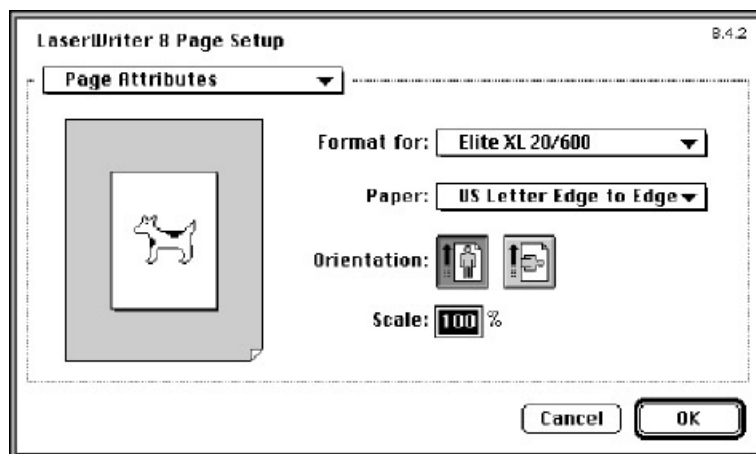 LaserWriter 8 Page Setup
8.4.2
Page Attributes
Format for: Elite XL 20/600
Paper: US Letter Edge to Edge
Orientation:
Scale: 100 %
Cancel OK